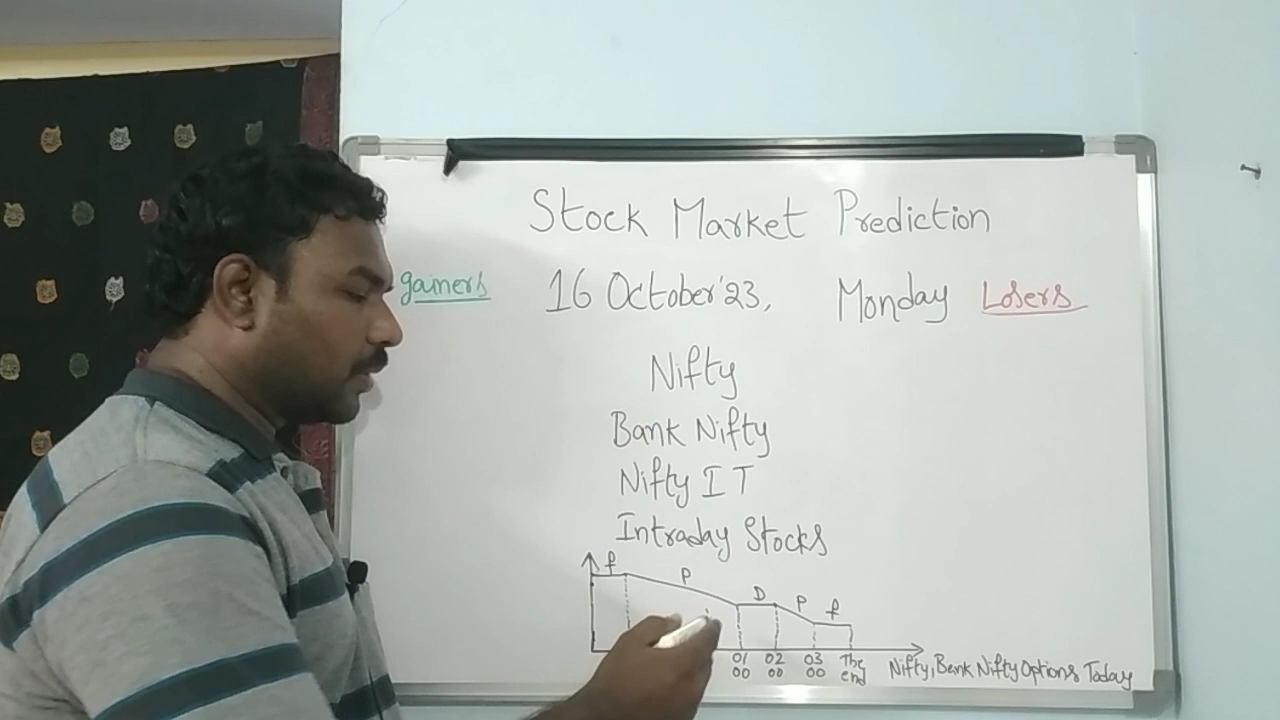 Stock Market Prediction
gainers 16 October'23, Monday Losers
Nifty
Bank Nifty
Nifty IT
Intraday Stocks
f P D P f
01 00 02 00 03 00 The end
Nifty, Bank Nifty Options Today